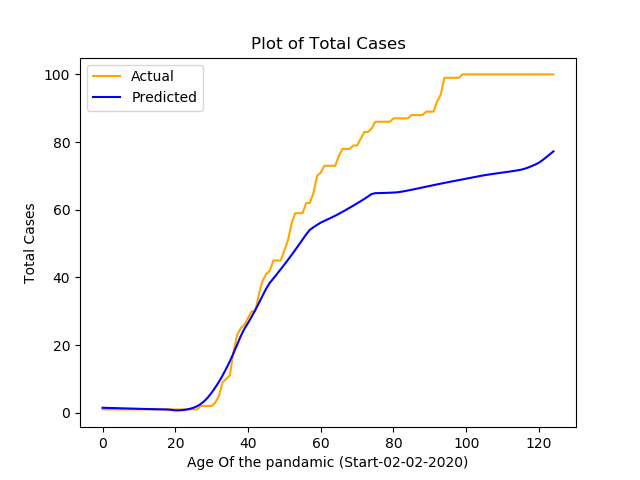 Plot of Total Cases
Actual
Predicted
100
80
60
40
20
0
Total Cases
0 20 40 60 80 100 120
Age Of the pandamic (Start-02-02-2020)